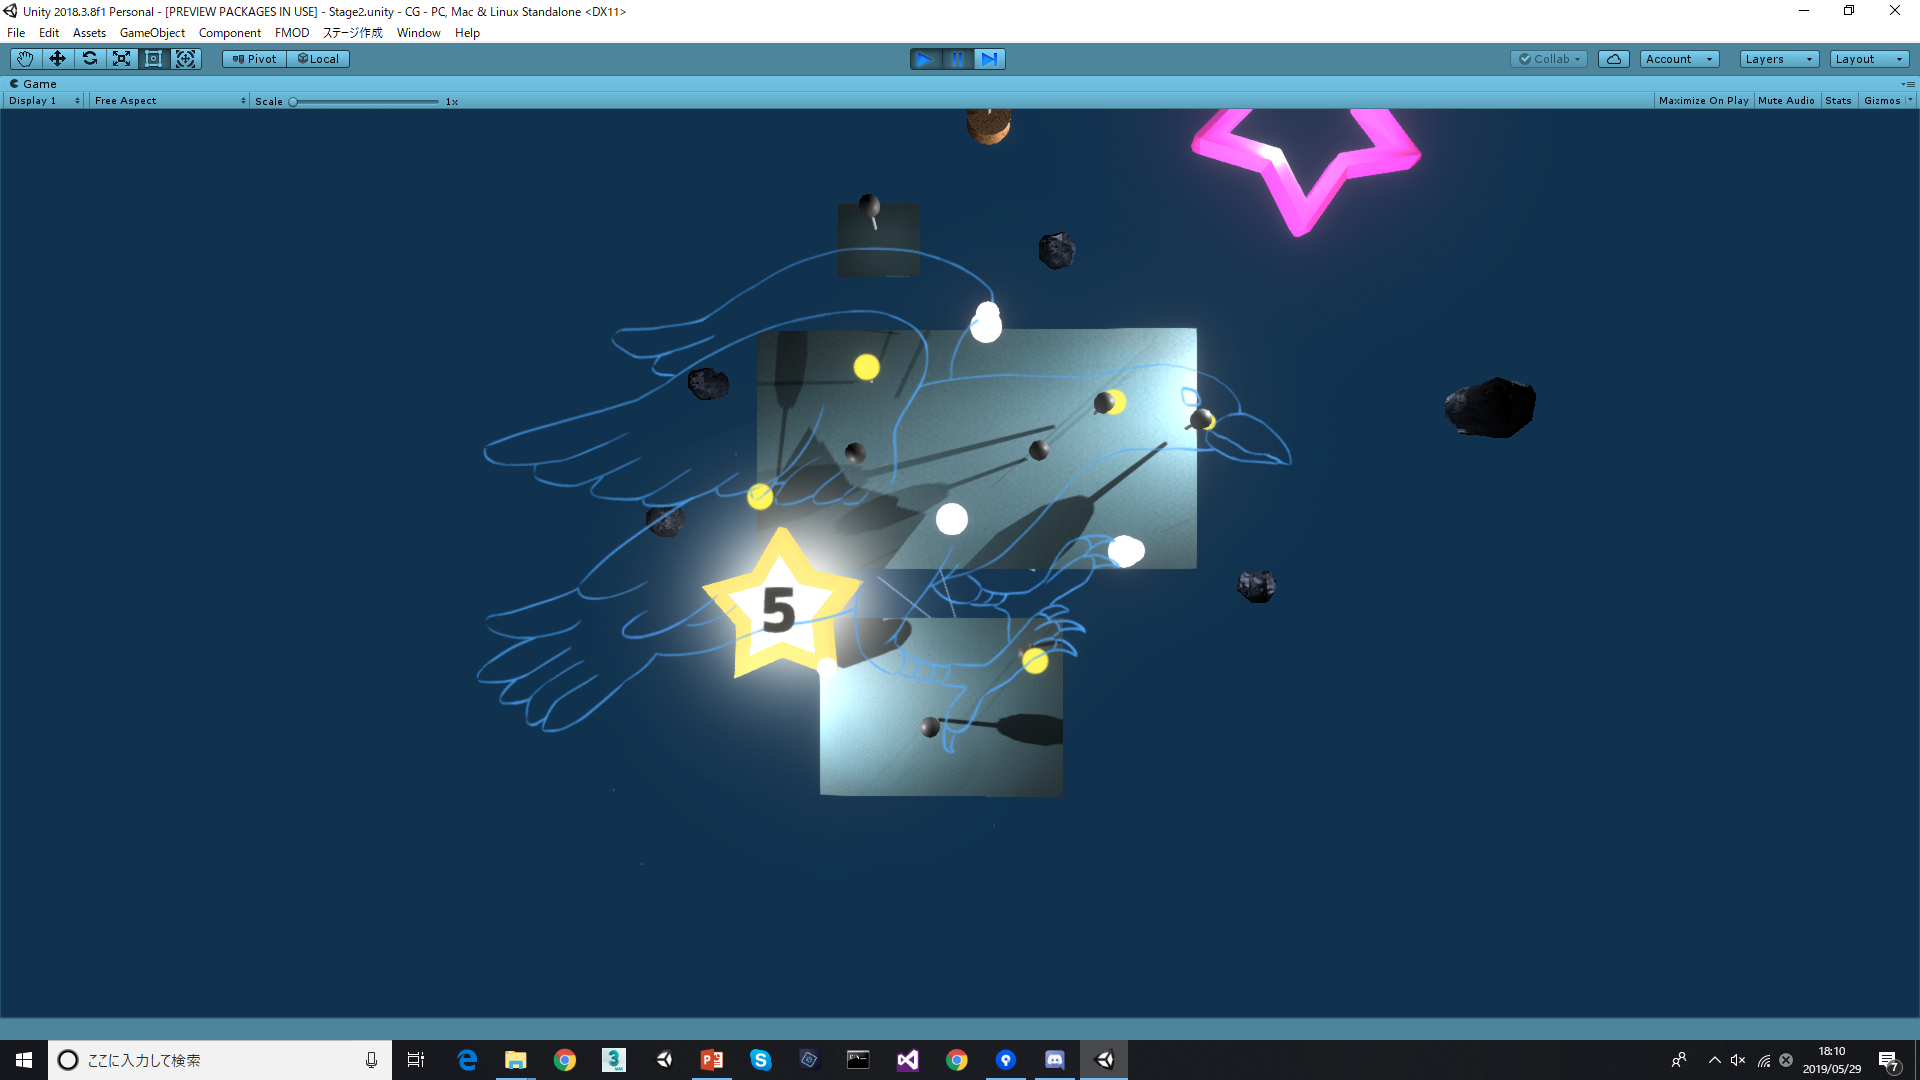 Unity 2018.3.8f1 Personal - [PREVIEW PACKAGES IN USE] - Stage2.unity - CG - PC, Mac & Linux Standalone <DX11>
File Edit Assets GameObject Component FMOD ステージ作成 Window Help
Pivot Local Collab Account Layers Layout
Game
Display 1 Free Aspect Scale 1x Maximize On Play Mute Audio Stats Gizmos
5
ここに入力して検索
18:10
2019/05/29
7